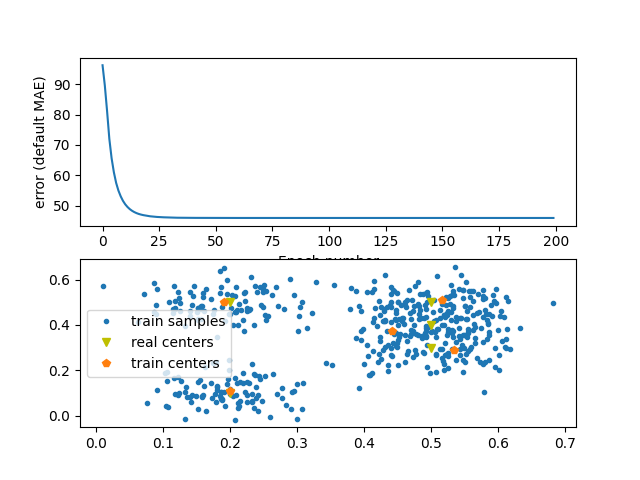 error (default MAE)
90
80
70
60
50
0 25 50 75 100 125 150 175 200
Epoch number
0.6
0.4
0.2
0.0
train samples
real centers
train centers
0.0 0.1 0.2 0.3 0.4 0.5 0.6 0.7